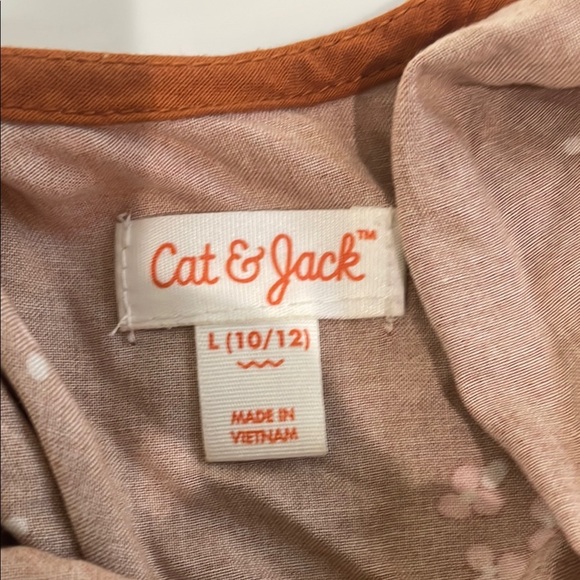 Cat & Jack™
L (10/12)
MADE IN
VIETNAM